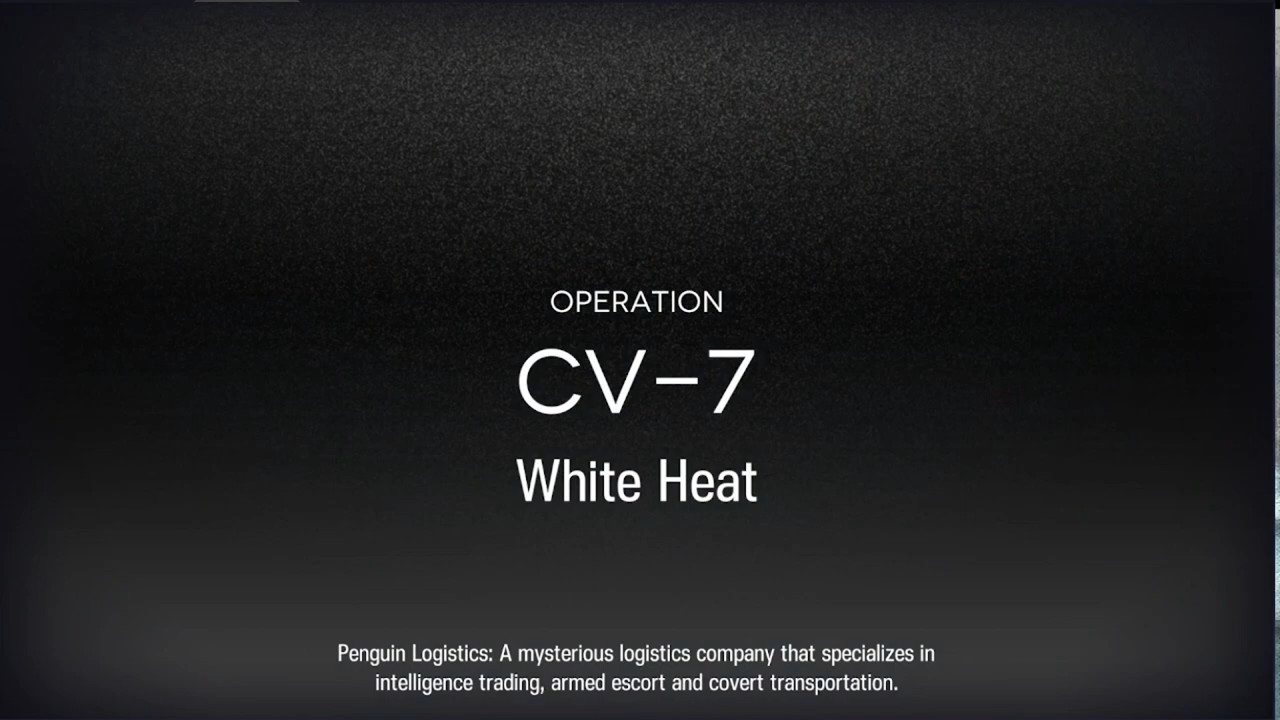 OPERATION
CV-7
White Heat
Penguin Logistics: A mysterious logistics company that specializes in
intelligence trading, armed escort and covert transportation.